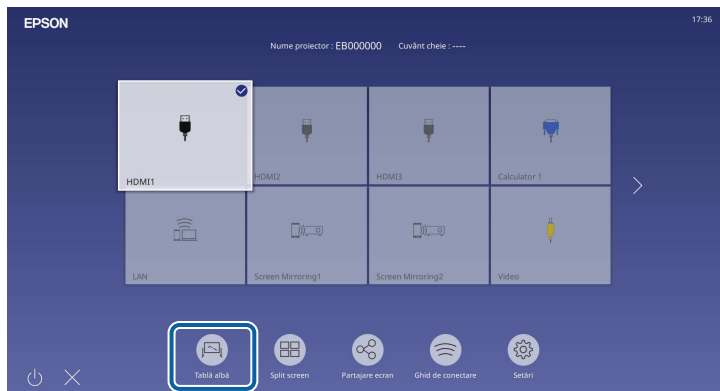 EPSON
17:36
Nume proiector : EB000000 Cuvânt cheie : ----
HDMI1
HDMI2
HDMI3
Calculator 1
LAN
Screen Mirroring1
Screen Mirroring2
Video
Tablă albă
Split screen
Partajare ecran
Ghid de conectare
Setări